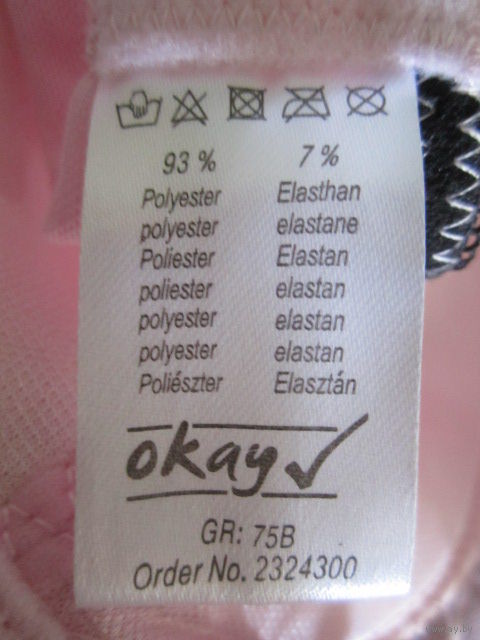 93 % 7 %
Polyester Elasthan
polyester elastane
Poliester Elastan
poliester elastan
polyester elastan
polyester elastan
Poliészter Elasztán
okay
GR: 75B
Order No. 2324300